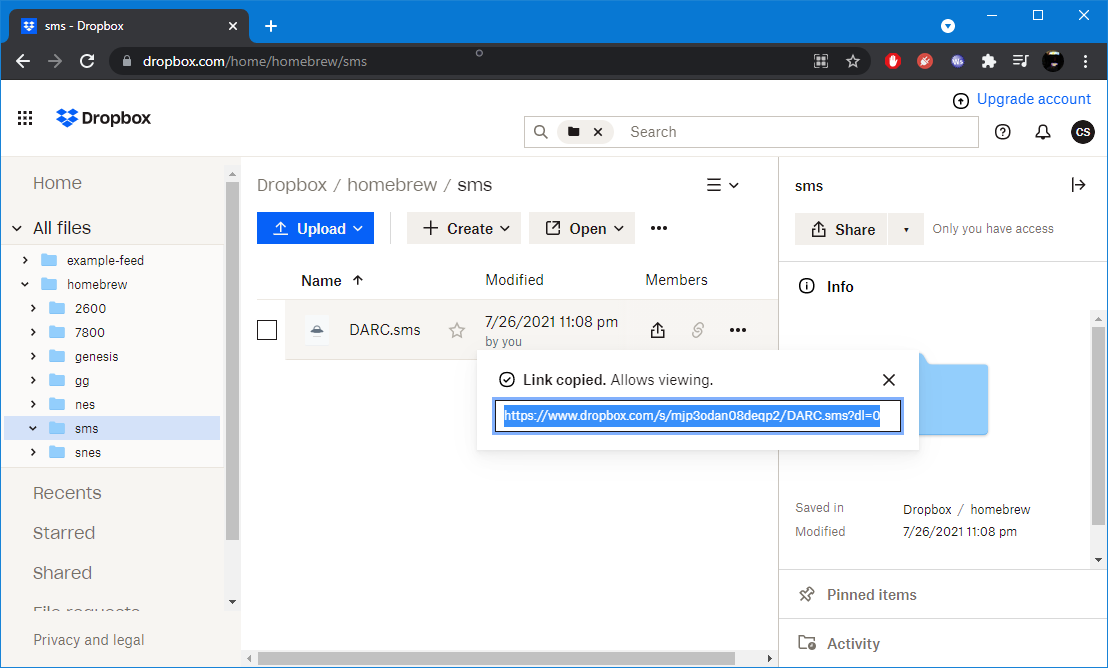 sms - Dropbox
dropbox.com/home/homebrew/sms
Upgrade account
Dropbox
Search
CS
Home
All files
example-feed
homebrew
2600
7800
genesis
gg
nes
sms
snes
Recents
Starred
Shared
File requests
Privacy and legal
Dropbox / homebrew / sms
Upload
Create
Open
Name
Modified
Members
DARC.sms
7/26/2021 11:08 pm
by you
Link copied. Allows viewing.
https://www.dropbox.com/s/mjp3odan08deqp2/DARC.sms?dl=0
sms
Share
Only you have access
Info
Saved in
Dropbox / homebrew
Modified
7/26/2021 11:08 pm
Pinned items
Activity